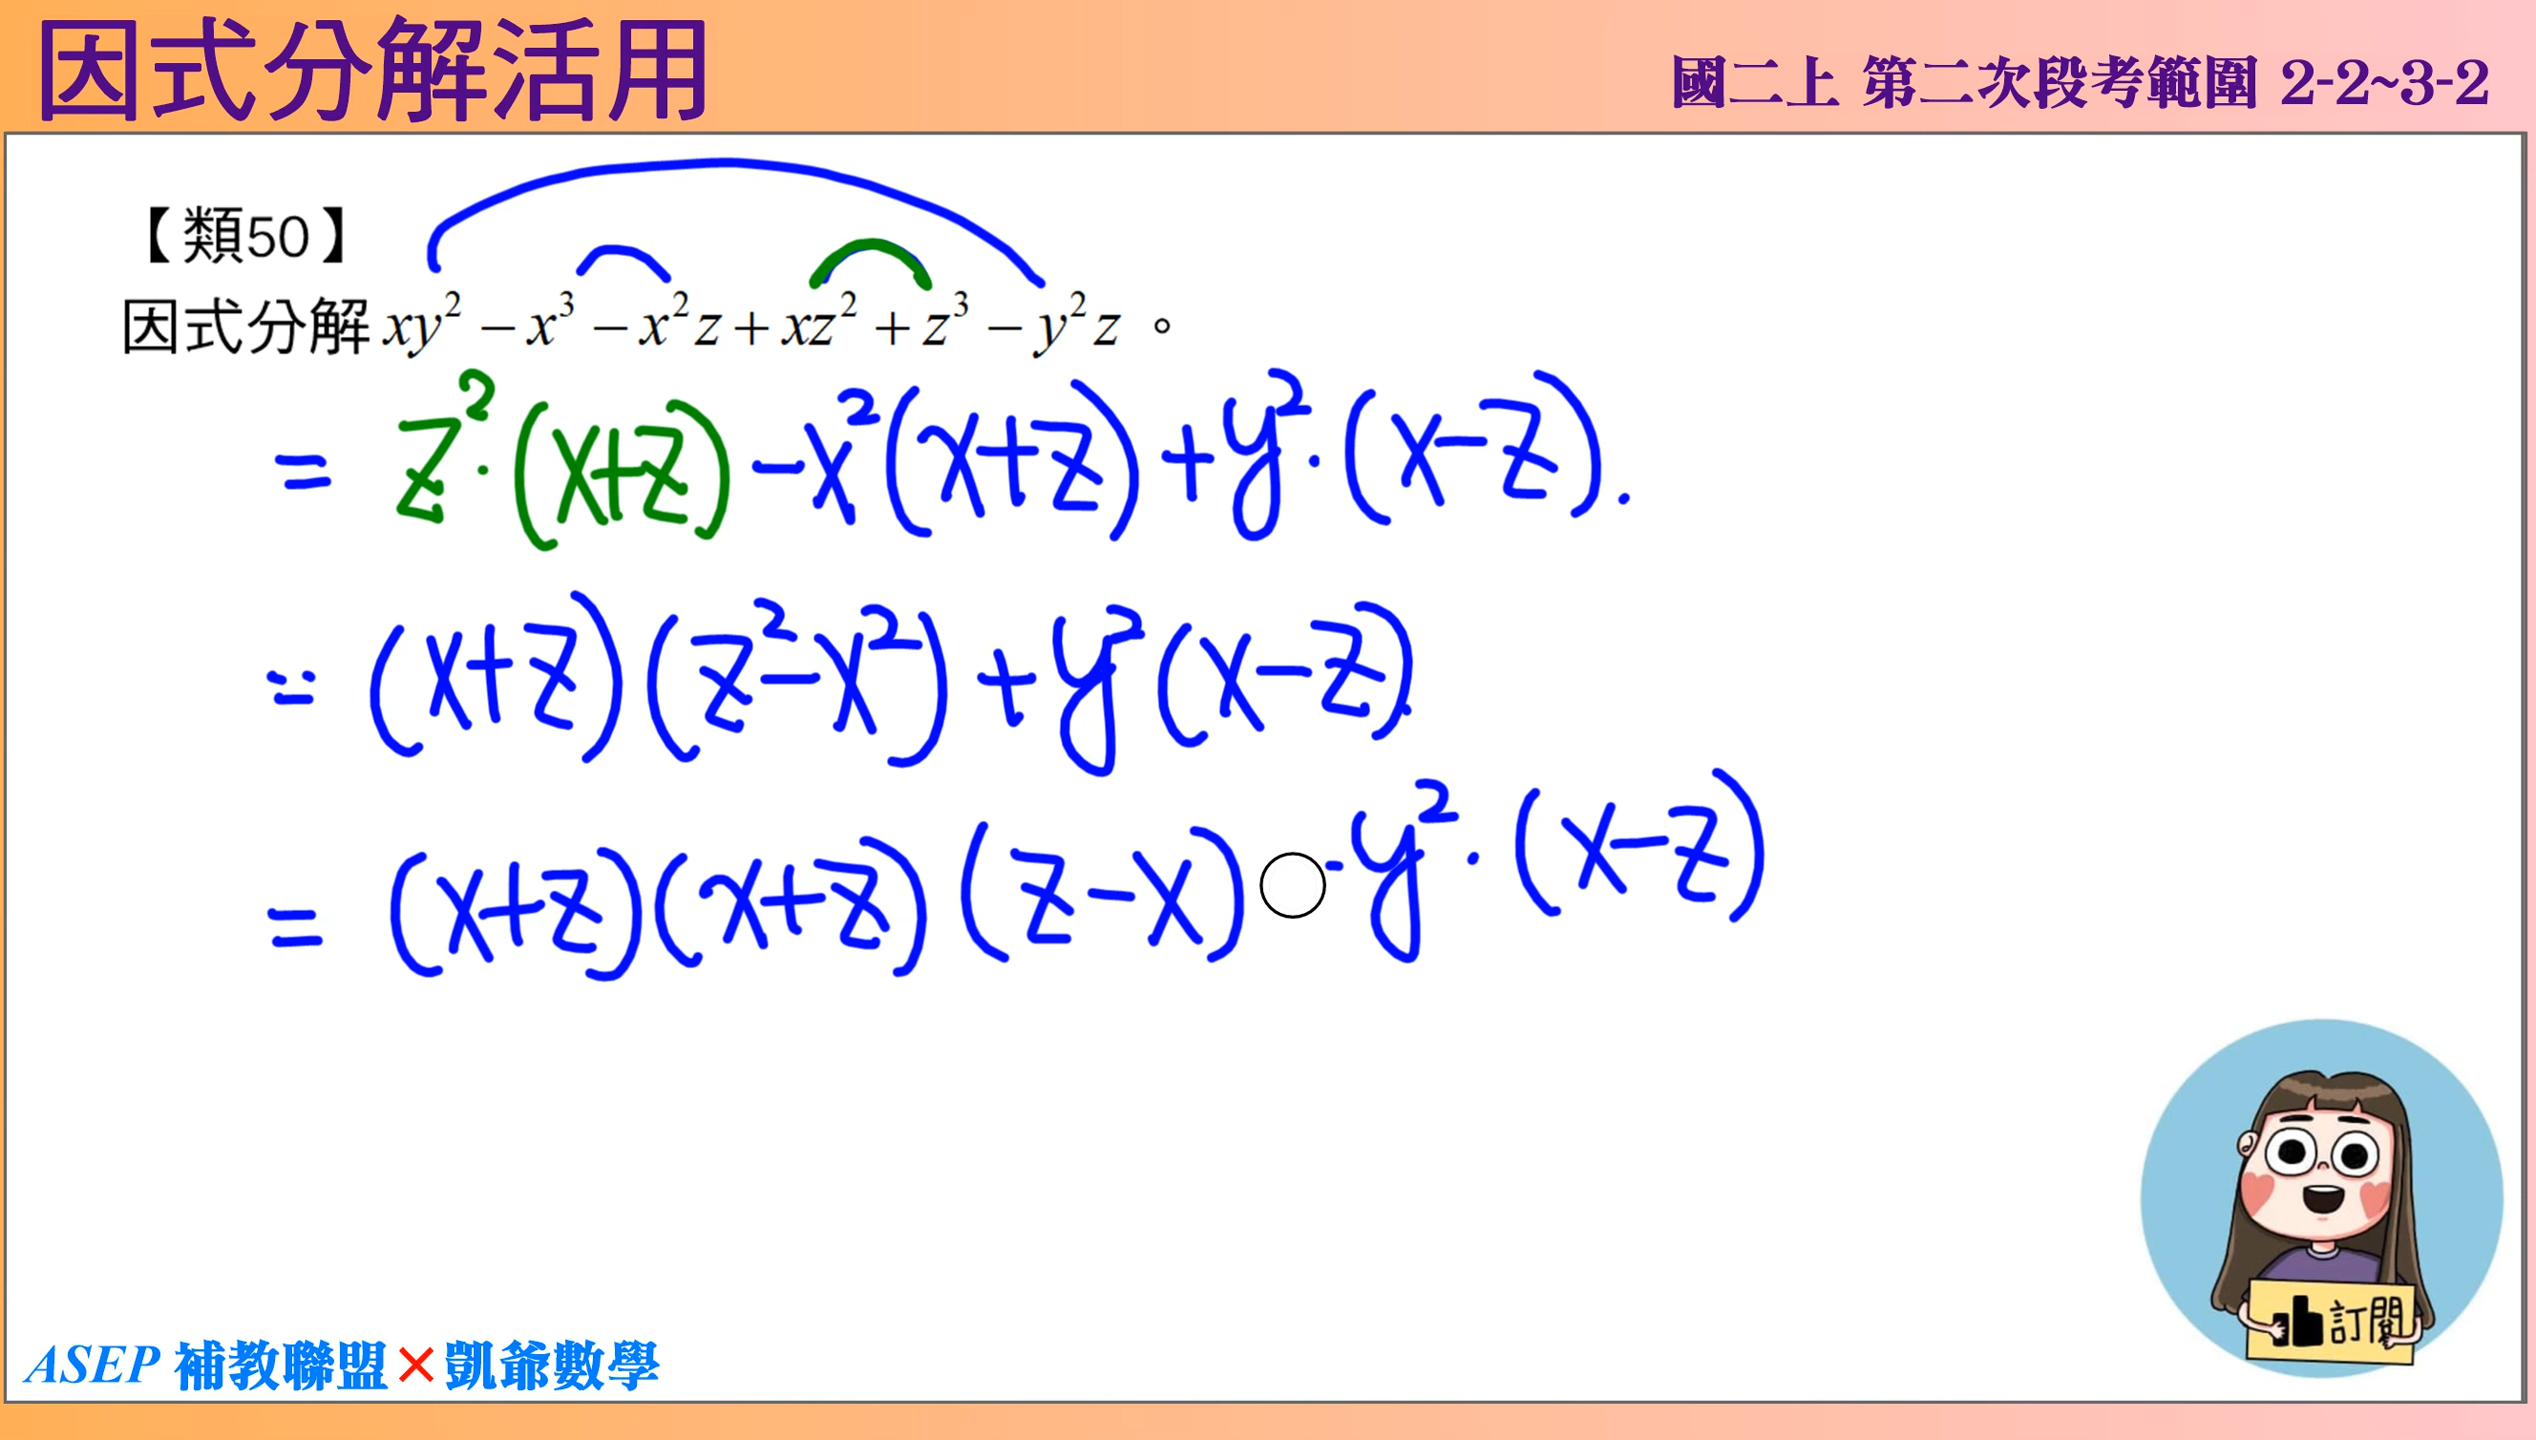 因式分解活用
國二上 第二次段考範圍 2-2~3-2
【類50】
因式分解 xy² − x³ − x²z + xz² + z³ − y²z 。
= z²·(x+z) −x²(x+z) +y²·(x−z).
= (x+z)(z²−x²) +y²(x−z).
= (x+z)(x+z)(z−x) -y²·(x−z)
訂閱
ASEP 補教聯盟×凱爺數學